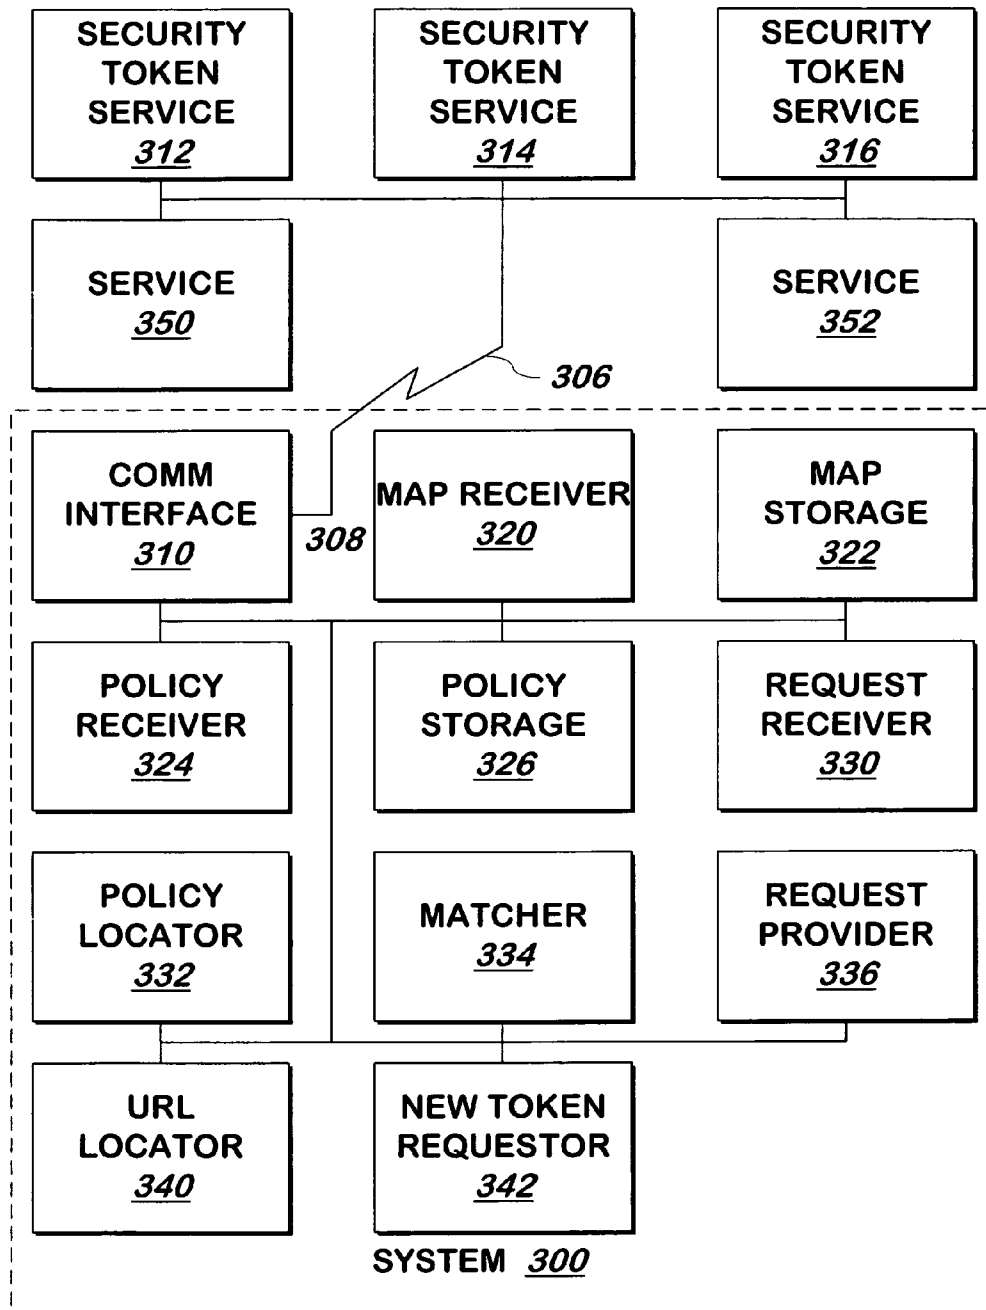 SECURITY
TOKEN
SERVICE
312
SECURITY
TOKEN
SERVICE
314
SECURITY
TOKEN
SERVICE
316
SERVICE
350
SERVICE
352
306
COMM
INTERFACE
310
308
MAP RECEIVER
320
MAP
STORAGE
322
POLICY
RECEIVER
324
POLICY
STORAGE
326
REQUEST
RECEIVER
330
POLICY
LOCATOR
332
MATCHER
334
REQUEST
PROVIDER
336
URL
LOCATOR
340
NEW TOKEN
REQUESTOR
342
SYSTEM 300